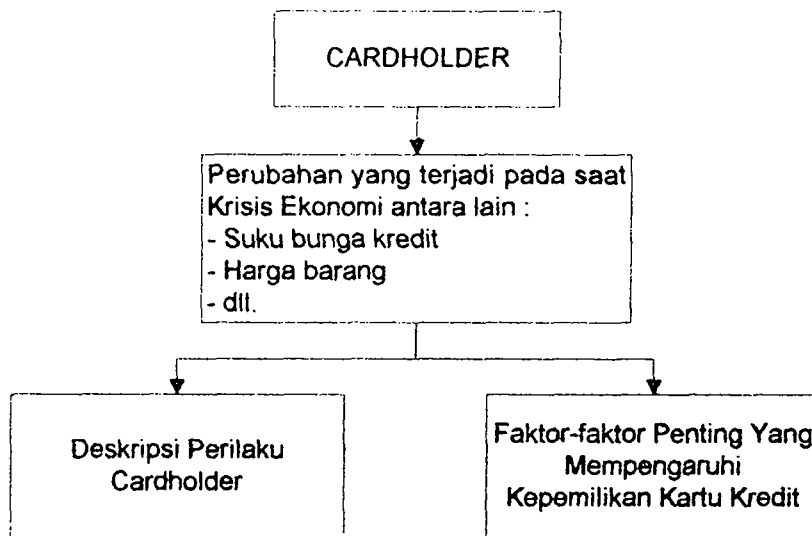 CARDHOLDER
Perubahan yang terjadi pada saat
Krisis Ekonomi antara lain :
- Suku bunga kredit
- Harga barang
- dll.
Deskripsi Perilaku
Cardholder
Faktor-faktor Penting Yang
Mempengaruhi
Kepemilikan Kartu Kredit